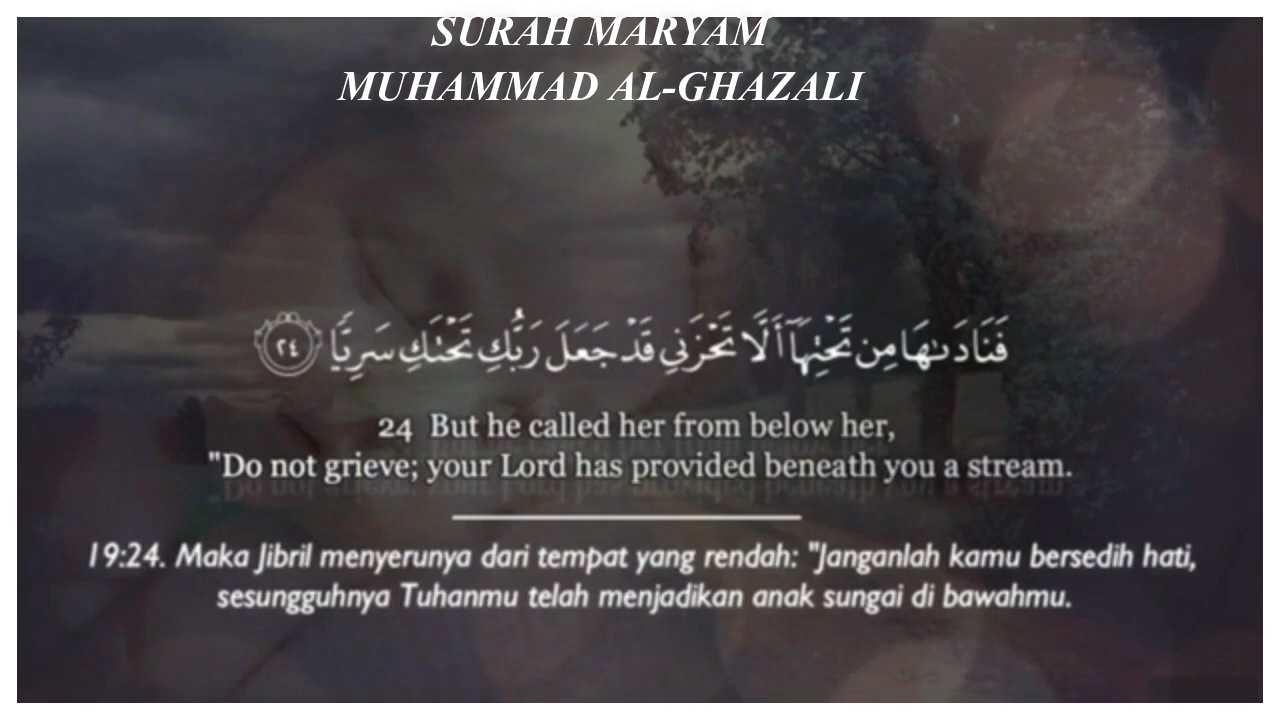 SURAH MARYAM
MUHAMMAD AL-GHAZALI
فَنَادَىٰهَا مِن تَحْتِهَآ أَلَّا تَحْزَنِى قَدْ جَعَلَ رَبُّكِ تَحْتَكِ سَرِيًّا ٢٤
24 But he called her from below her,
"Do not grieve; your Lord has provided beneath you a stream.
19:24. Maka Jibril menyerunya dari tempat yang rendah: "Janganlah kamu bersedih hati,
sesungguhnya Tuhanmu telah menjadikan anak sungai di bawahmu.